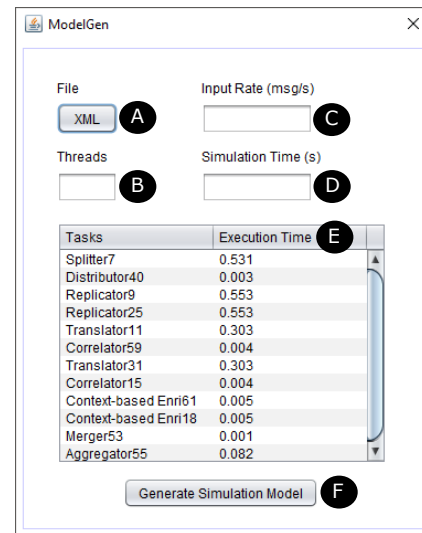 ModelGen
File Input Rate (msg/s)
XML A C
Threads Simulation Time (s)
B D
Tasks Execution Time E
Splitter7 0.531
Distributor40 0.003
Replicator9 0.553
Replicator25 0.553
Translator11 0.303
Correlator59 0.004
Translator31 0.303
Correlator15 0.004
Context-based Enri61 0.005
Context-based Enri18 0.005
Merger53 0.001
Aggregator55 0.082
Generate Simulation Model F